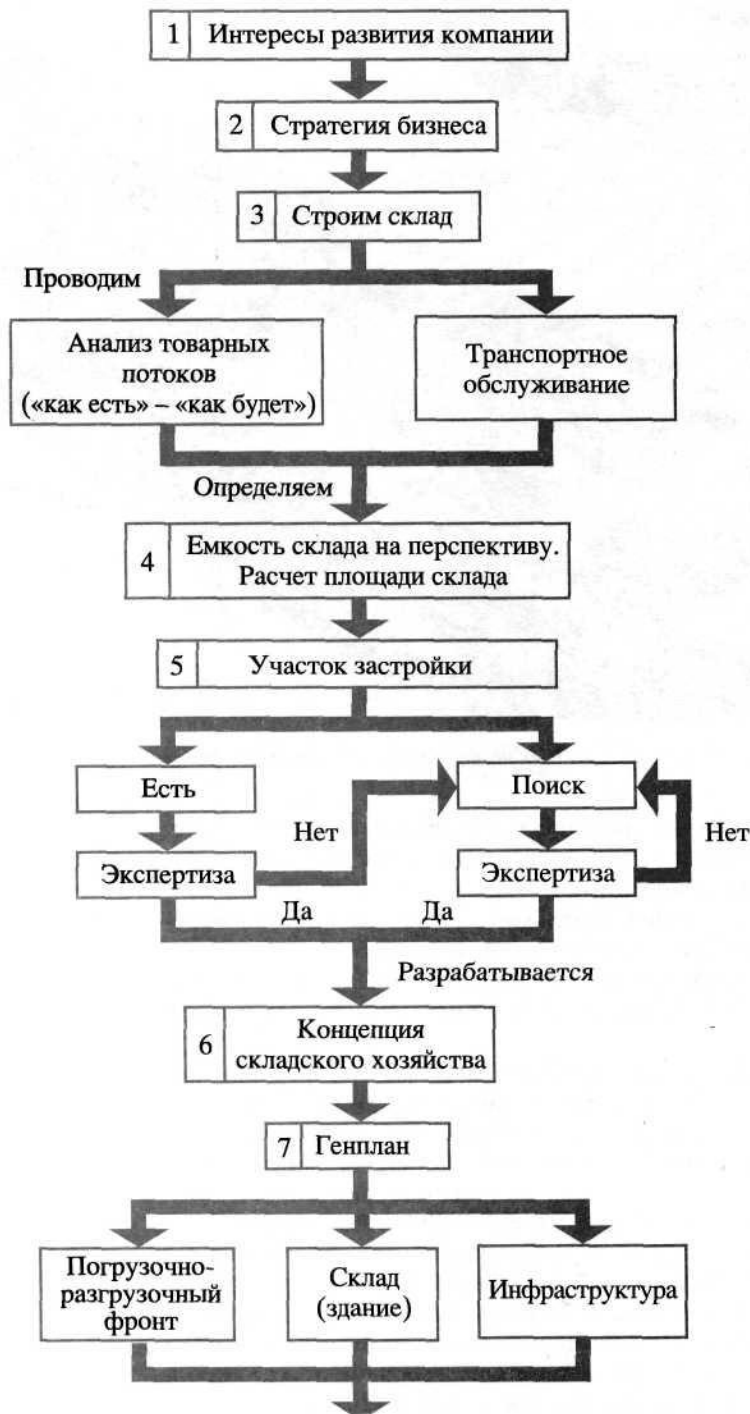 1 Интересы развития компании
2 Стратегия бизнеса
3 Строим склад
Проводим
Анализ товарных
потоков
(«как есть» – «как будет»)
Транспортное
обслуживание
Определяем
4 Емкость склада на перспективу.
Расчет площади склада
5 Участок застройки
Есть
Поиск
Нет
Нет
Экспертиза
Экспертиза
Да
Да
Разрабатывается
6 Концепция
складского хозяйства
7 Генплан
Погрузочно-
разгрузочный
фронт
Склад
(здание)
Инфраструктура